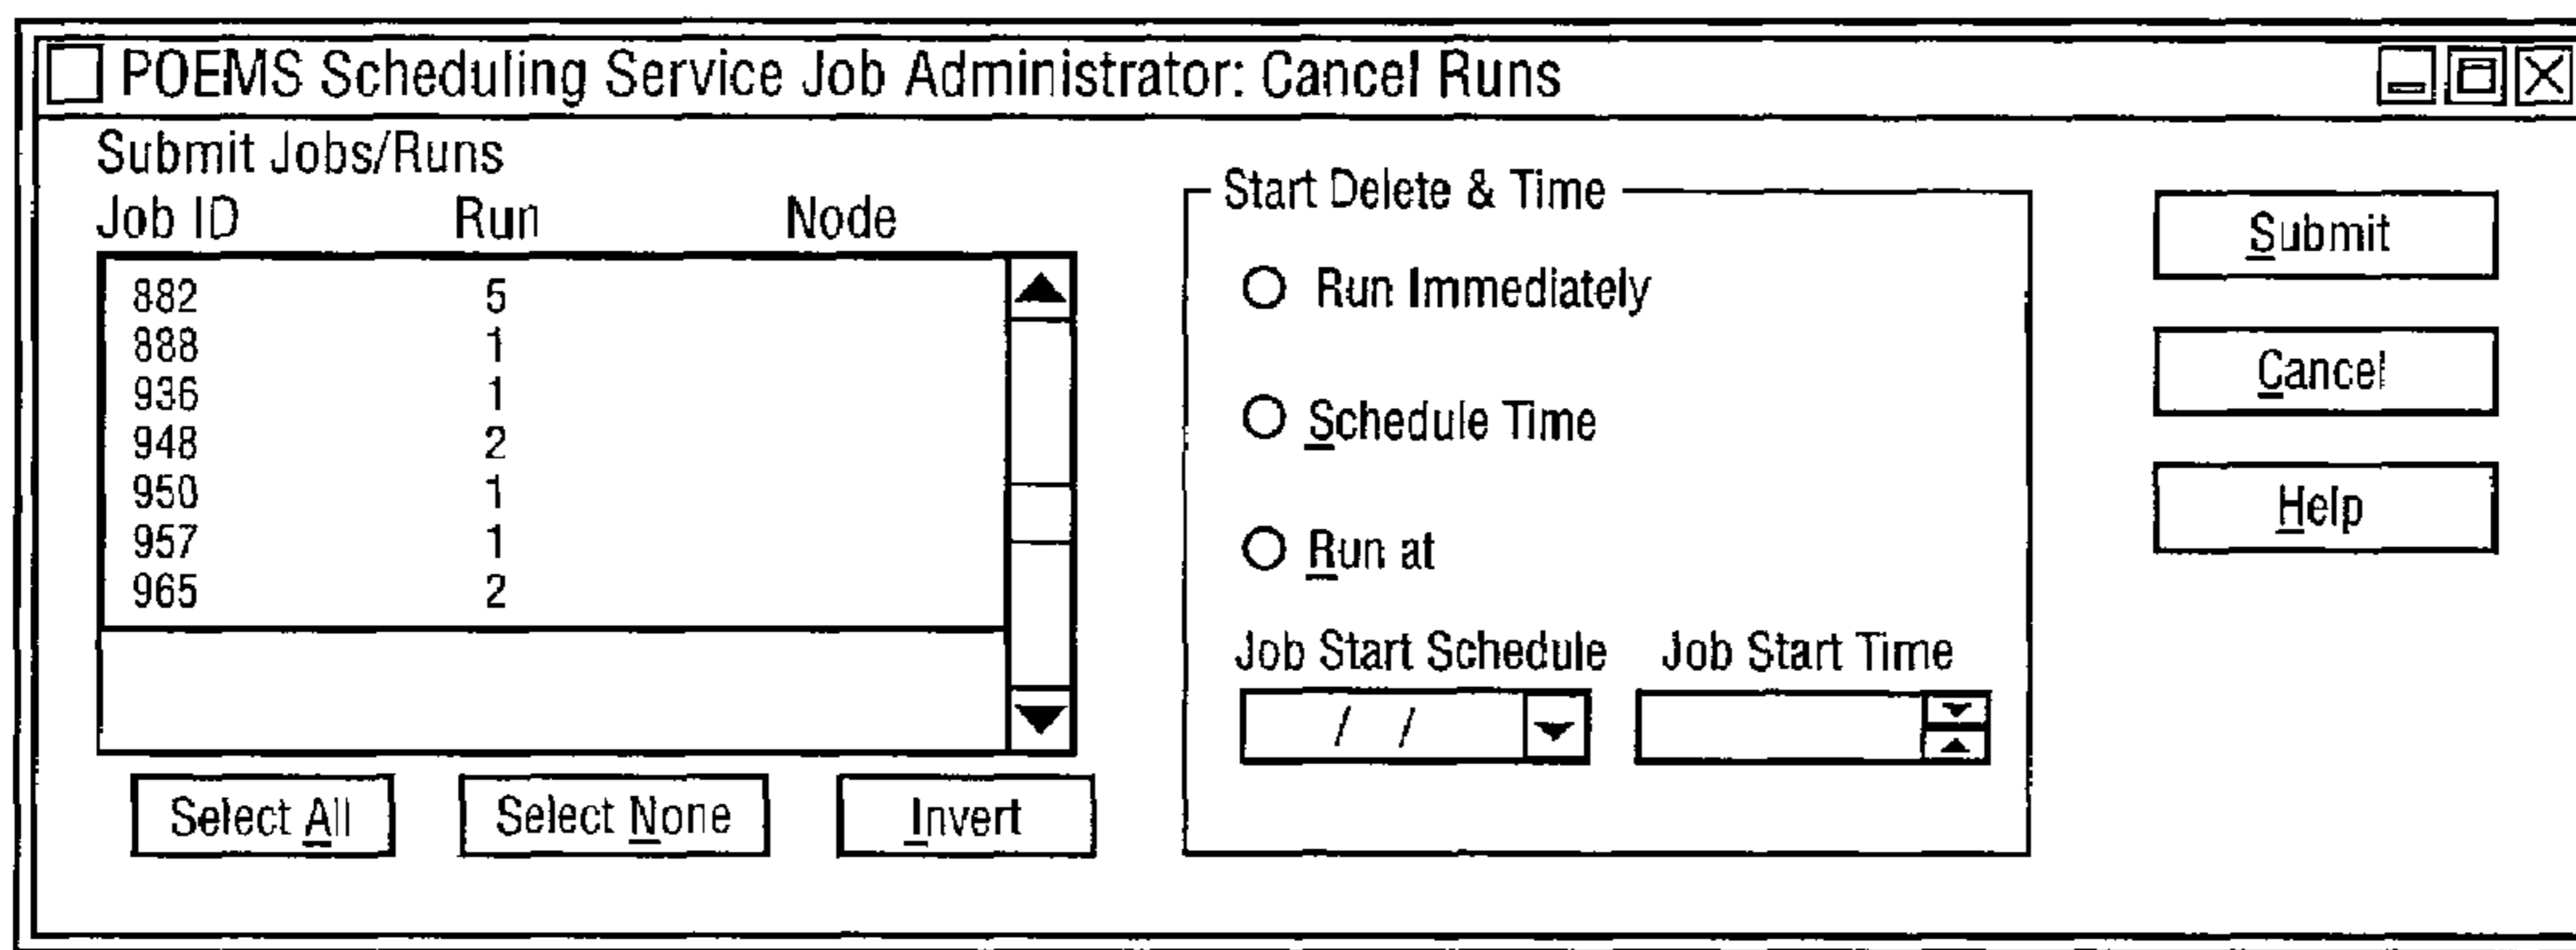 POEMS Scheduling Service Job Administrator: Cancel Runs
Submit Jobs/Runs
Job ID Run Node
882 5
888 1
936 1
948 2
950 1
957 1
965 2
Select All Select None Invert
Start Delete & Time
Run Immediately
Schedule Time
Run at
Job Start Schedule Job Start Time
/ /
Submit
Cancel
Help